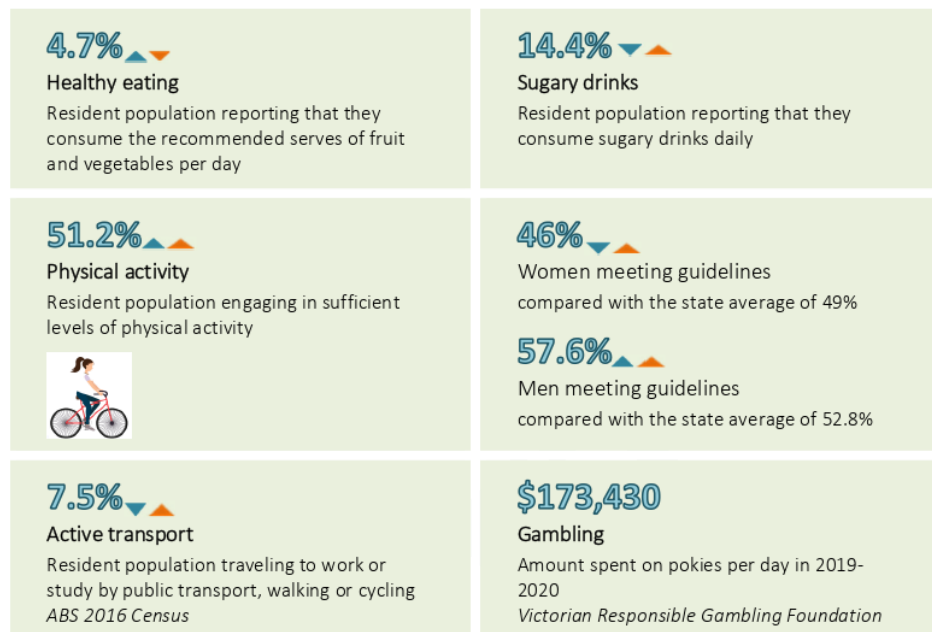 4.7%
Healthy eating
Resident population reporting that they
consume the recommended serves of fruit
and vegetables per day
14.4%
Sugary drinks
Resident population reporting that they
consume sugary drinks daily
51.2%
Physical activity
Resident population engaging in sufficient
levels of physical activity
46%
Women meeting guidelines
compared with the state average of 49%
57.6%
Men meeting guidelines
compared with the state average of 52.8%
7.5%
Active transport
Resident population traveling to work or
study by public transport, walking or cycling
ABS 2016 Census
$173,430
Gambling
Amount spent on pokies per day in 2019-
2020
Victorian Responsible Gambling Foundation